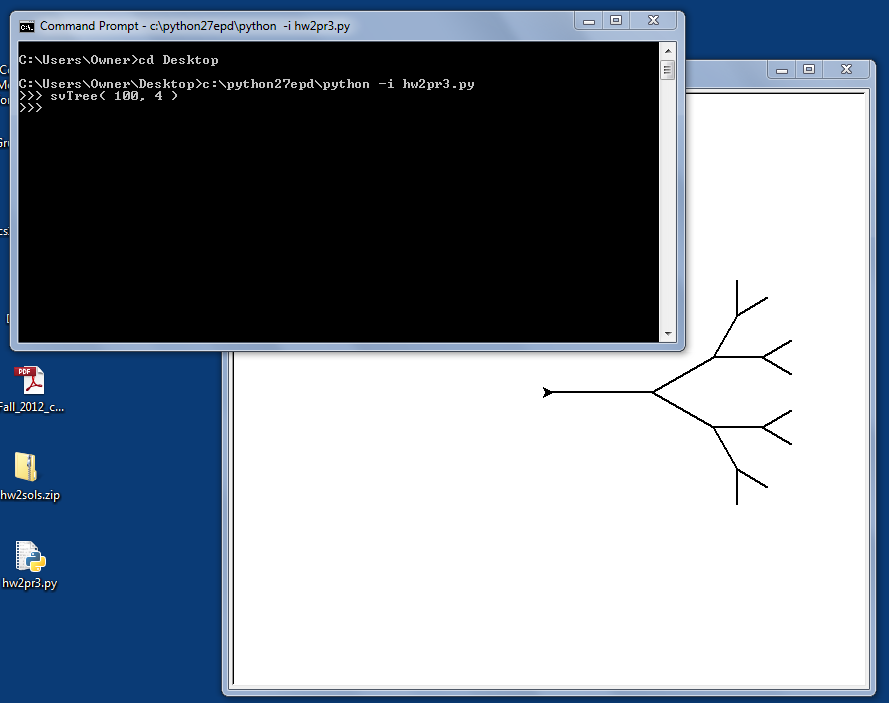 Command Prompt - c:\python27epd\python -i hw2pr3.py
C:\Users\Owner>cd Desktop
C:\Users\Owner\Desktop>c:\python27epd\python -i hw2pr3.py
>>> svTree( 100, 4 )
>>>
PDF
Fall_2012_c...
hw2sols.zip
hw2pr3.py